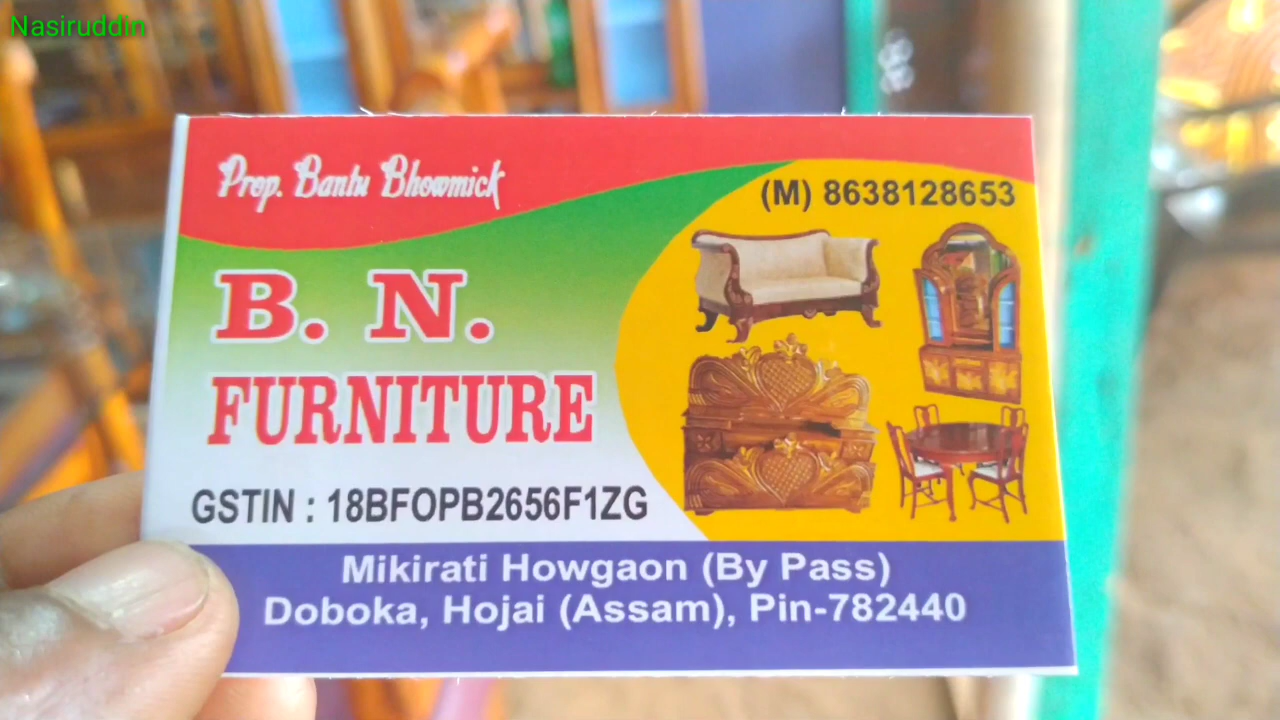 Nasiruddin
Prop. Bantu Bhowmick
(M) 8638128653
B. N.
FURNITURE
GSTIN : 18BFOPB2656F1ZG
Mikirati Howgaon (By Pass)
Doboka, Hojai (Assam), Pin-782440